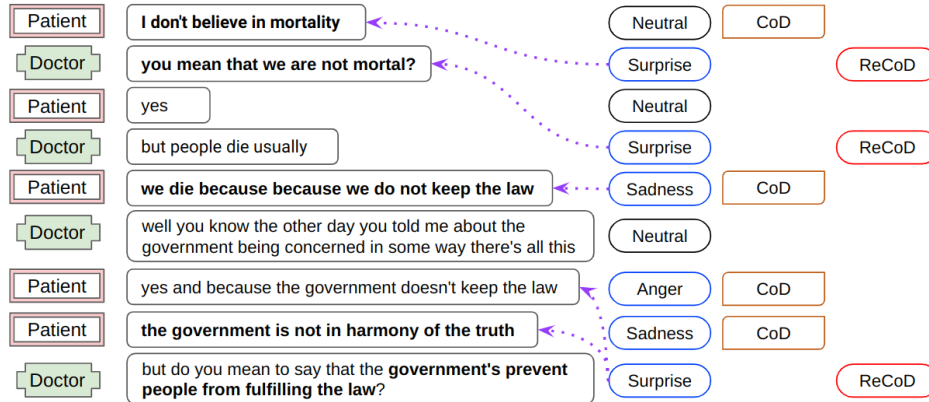 Patient I don't believe in mortality Neutral CoD
Doctor you mean that we are not mortal? Surprise ReCoD
Patient yes Neutral
Doctor but people die usually Surprise ReCoD
Patient we die because because we do not keep the law Sadness CoD
Doctor well you know the other day you told me about the
government being concerned in some way there's all this Neutral
Patient yes and because the government doesn't keep the law Anger CoD
Patient the government is not in harmony of the truth Sadness CoD
Doctor but do you mean to say that the government's prevent
people from fulfilling the law? Surprise ReCoD